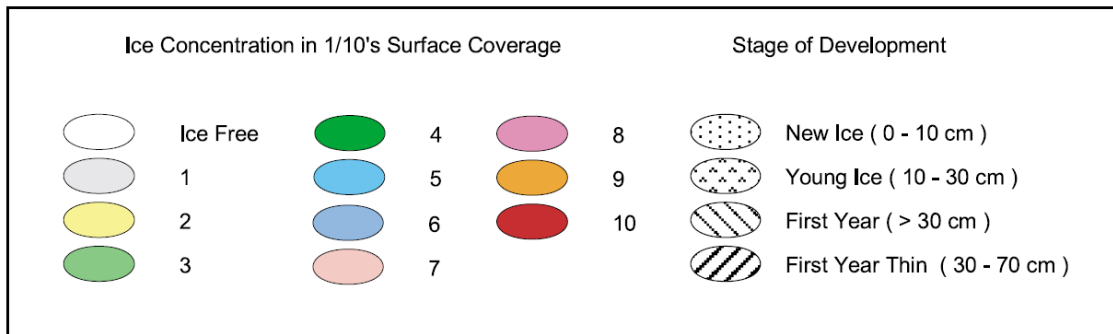 Ice Concentration in 1/10's Surface Coverage
Stage of Development
Ice Free
1
2
3
4
5
6
7
8
9
10
New Ice ( 0 - 10 cm )
Young Ice ( 10 - 30 cm )
First Year ( > 30 cm )
First Year Thin ( 30 - 70 cm )